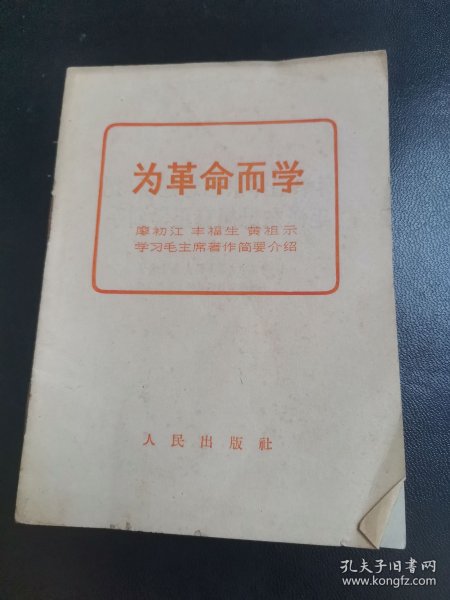 为革命而学
廖初江 丰福生 黄祖示
学习毛主席著作简要介绍
人民出版社
孔夫子旧书网
www.kongfz.com